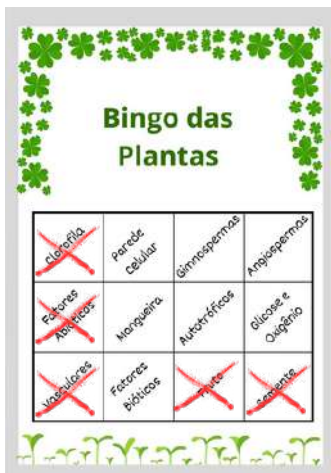 Bingo das
Plantas
Clorofila
Parede
Celular
Gimnospermas
Angiospermas
Fatores
Abióticos
Mangueira
Autotróficos
Glicose e
Oxigênio
Vasculares
Fatores
Bióticos
Fruto
Semente